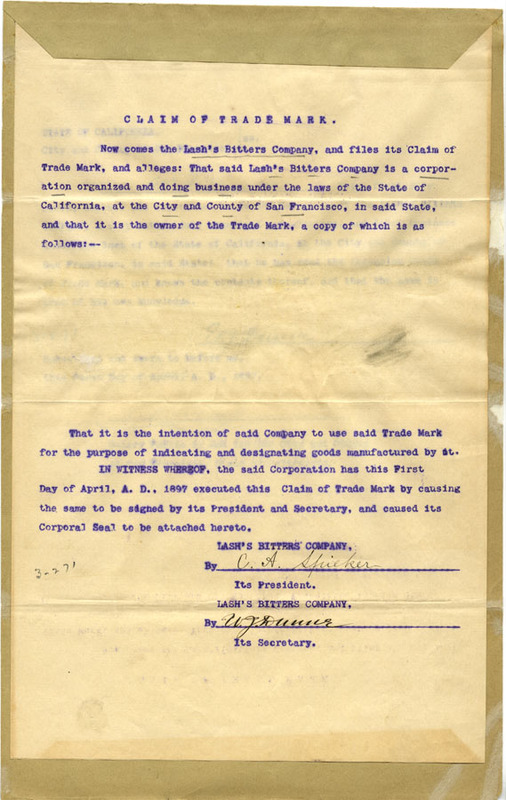 CLAIM OF TRADE MARK.
Now comes the Lash's Bitters Company, and files its Claim of
Trade Mark, and alleges: That said Lash's Bitters Company is a corpor-
ation organized and doing business under the laws of the State of
California, at the City and County of San Francisco, in said State,
and that it is the owner of the Trade Mark, a copy of which is as
follows:--
That it is the intention of said Company to use said Trade Mark
for the purpose of indicating and designating goods manufactured by it.
IN WITNESS WHEREOF, the said Corporation has this First
Day of April, A. D., 1897 executed this Claim of Trade Mark by causing
the same to be signed by its President and Secretary, and caused its
Corporal Seal to be attached hereto.
LASH'S BITTERS COMPANY,
By C. A. Spieker
Its President.
3-271
LASH'S BITTERS COMPANY,
By
Its Secretary.